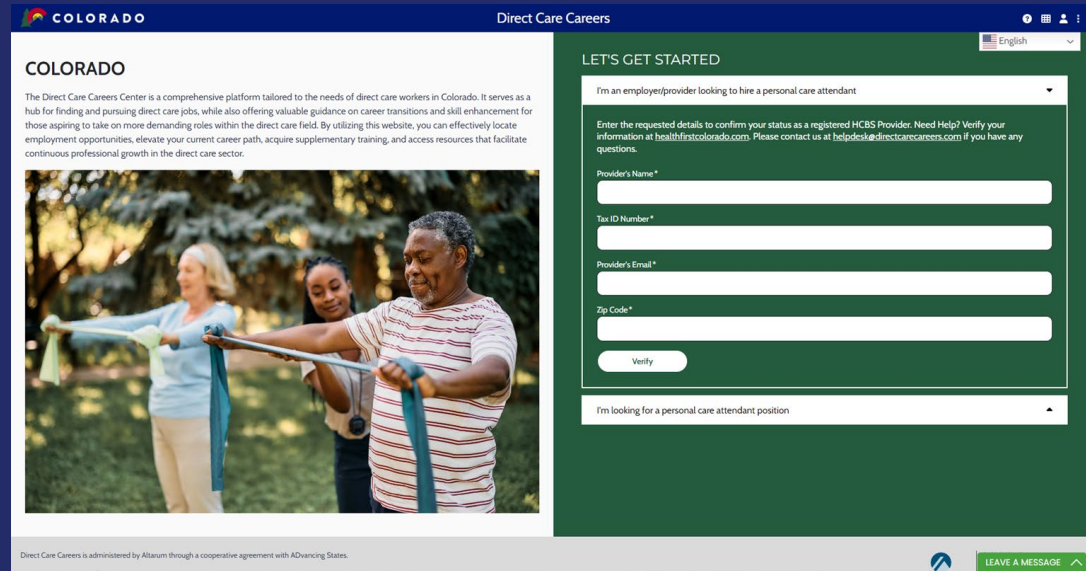 COLORADO
Direct Care Careers
English
COLORADO
The Direct Care Careers Center is a comprehensive platform tailored to the needs of direct care workers in Colorado. It serves as a
hub for finding and pursuing direct care jobs, while also offering valuable guidance on career transitions and skill enhancement for
those aspiring to take on more demanding roles within the direct care field. By utilizing this website, you can effectively locate
employment opportunities, elevate your current career path, acquire supplementary training, and access resources that facilitate
continuous professional growth in the direct care sector.
LET'S GET STARTED
I'm an employer/provider looking to hire a personal care attendant
Enter the requested details to confirm your status as a registered HCBS Provider. Need Help? Verify your
information at healthfirstcolorado.com. Please contact us at helpdesk@directcarecareers.com if you have any
questions.
Provider's Name*
Tax ID Number*
Provider's Email*
Zip Code*
Verify
I'm looking for a personal care attendant position
Direct Care Careers is administered by Altarum through a cooperative agreement with ADvancing States.
LEAVE A MESSAGE